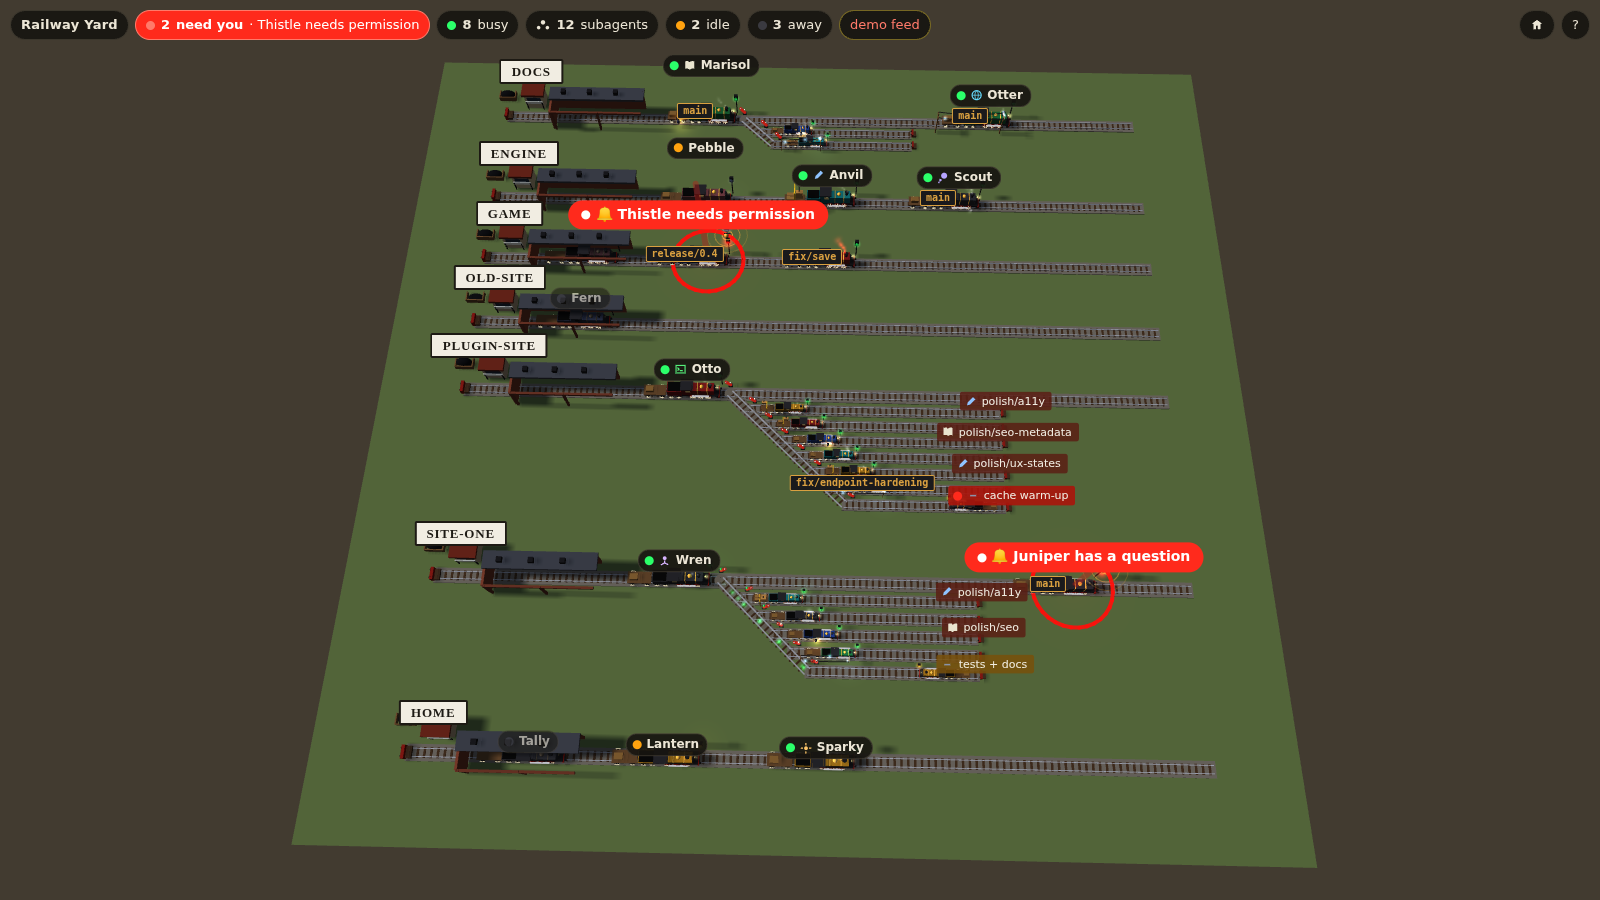 Railway Yard
2 need you · Thistle needs permission
8 busy
12 subagents
2 idle
3 away
demo feed
?
DOCS
Marisol
Otter
main
main
ENGINE
Pebble
Anvil
Scout
main
GAME
Thistle needs permission
release/0.4
fix/save
OLD-SITE
Fern
PLUGIN-SITE
Otto
polish/a11y
polish/seo-metadata
polish/ux-states
fix/endpoint-hardening
cache warm-up
SITE-ONE
Wren
Juniper has a question
main
polish/a11y
polish/seo
tests + docs
HOME
Tally
Lantern
Sparky